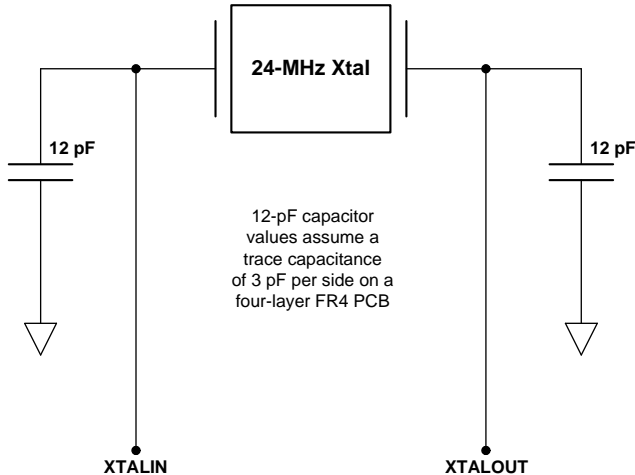 24-MHz Xtal
12 pF
12 pF
12-pF capacitor
values assume a
trace capacitance
of 3 pF per side on a
four-layer FR4 PCB
XTALIN
XTALOUT